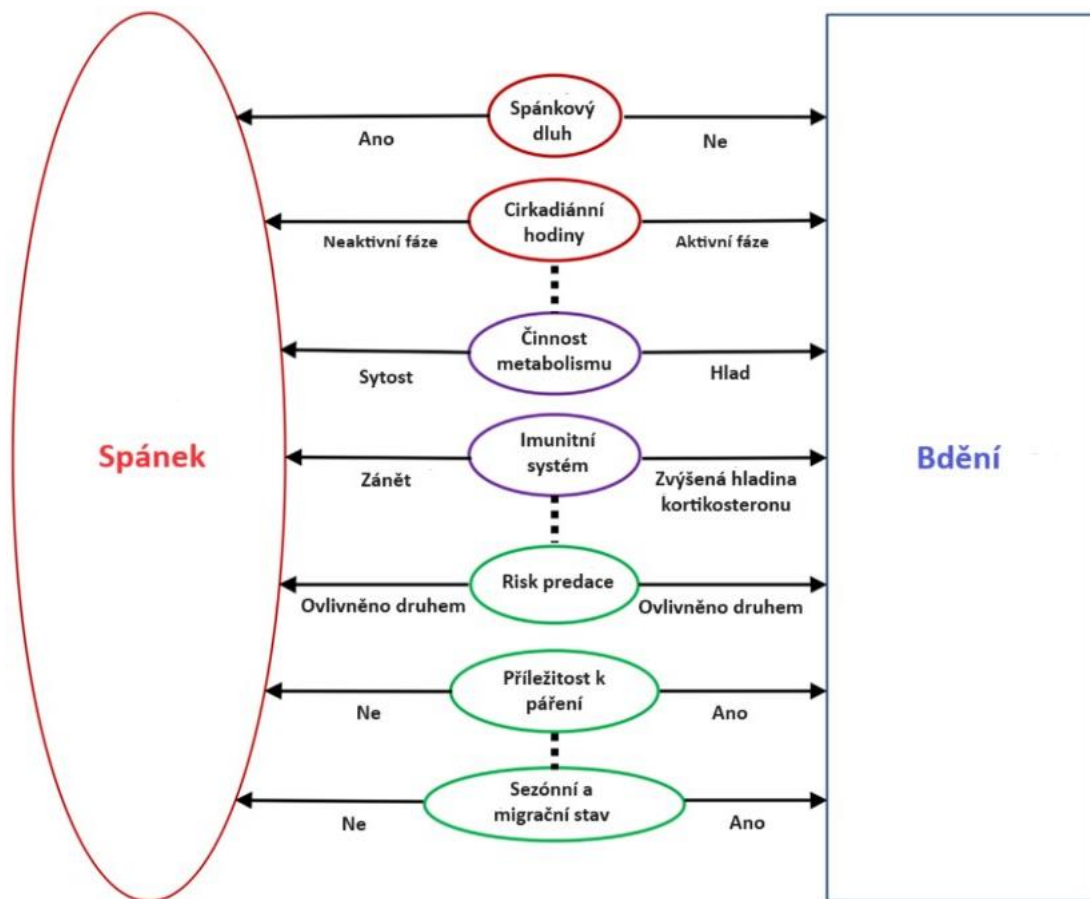 Spánkový
dluh
Ano
Ne
Cirkadiánní
hodiny
Neaktivní fáze
Aktivní fáze
Činnost
metabolismu
Sytost
Hlad
Spánek
Imunitní
systém
Bdění
Zánět
Zvýšená hladina
kortikosteronu
Risk predace
Ovlivněno druhem
Ovlivněno druhem
Příležitost k
páření
Ne
Ano
Sezónní a
migrační stav
Ne
Ano